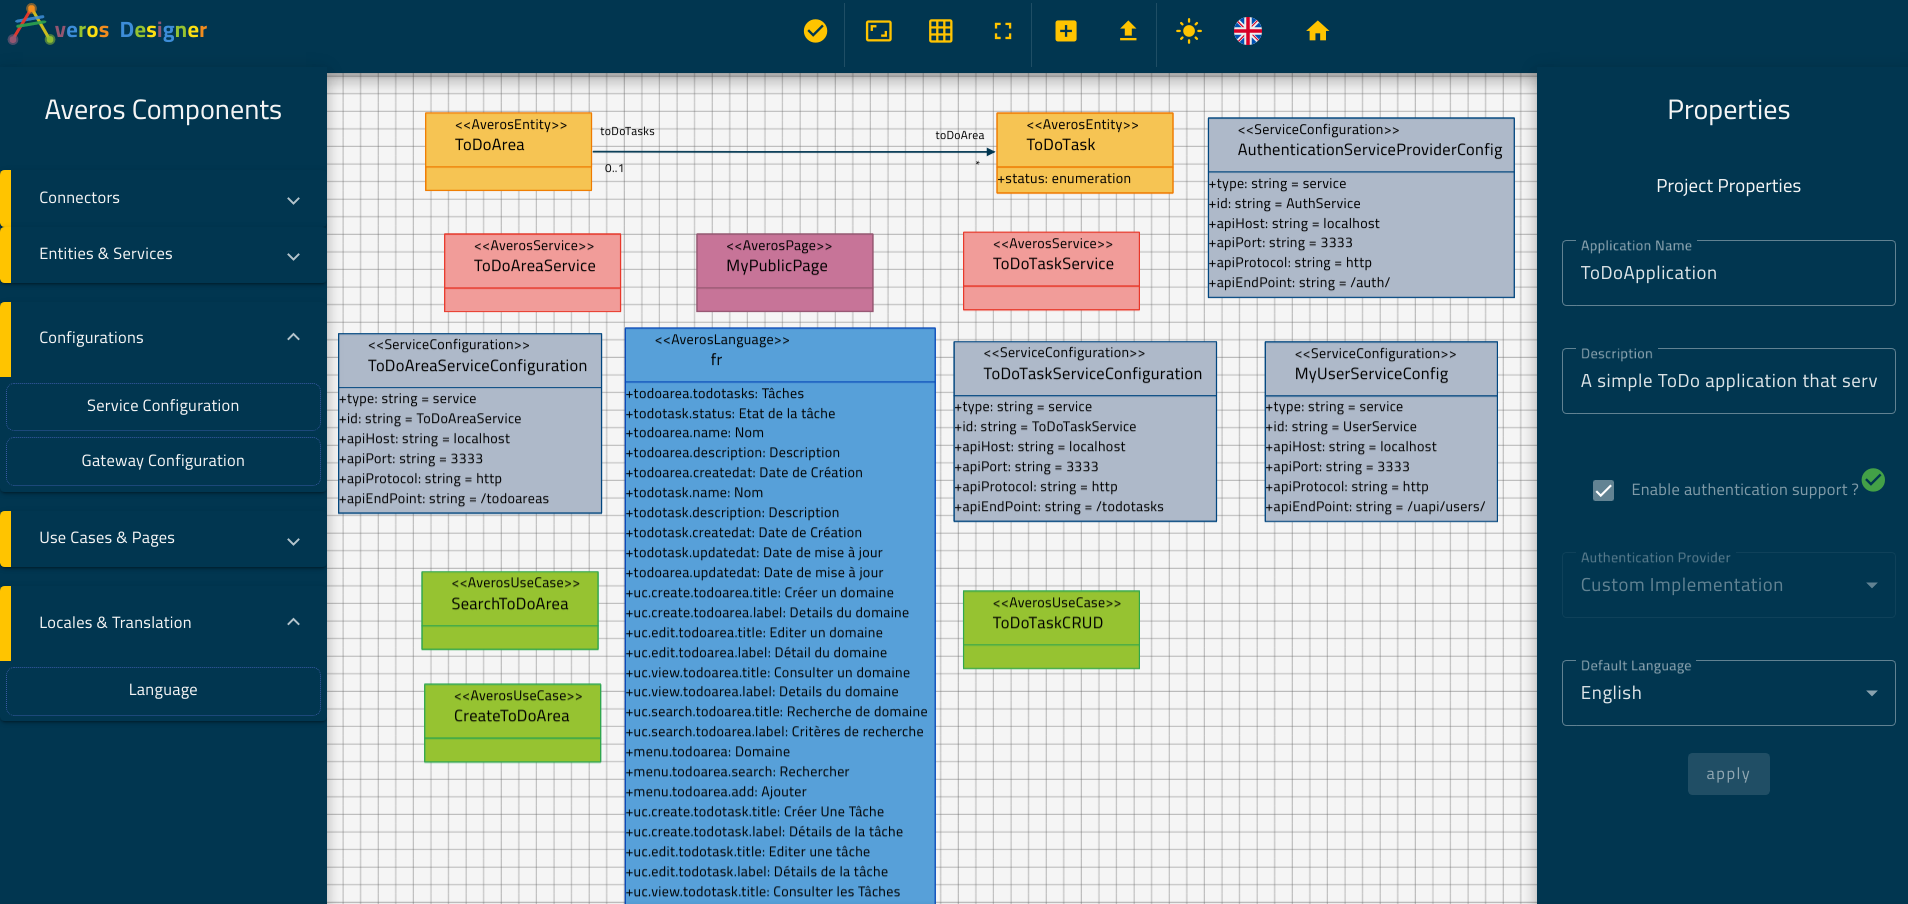 Averos Designer
Averos Components
Connectors
Entities & Services
Configurations
Service Configuration
Gateway Configuration
Use Cases & Pages
Locales & Translation
Language
<<AverosEntity>>
ToDoArea
toDoTasks
0..1
toDoArea
*
<<AverosEntity>>
ToDoTask
+status: enumeration
<<ServiceConfiguration>>
AuthenticationServiceProviderConfig
+type: string = service
+id: string = AuthService
+apiHost: string = localhost
+apiPort: string = 3333
+apiProtocol: string = http
+apiEndPoint: string = /auth/
<<AverosService>>
ToDoAreaService
<<AverosPage>>
MyPublicPage
<<AverosService>>
ToDoTaskService
<<ServiceConfiguration>>
ToDoAreaServiceConfiguration
+type: string = service
+id: string = ToDoAreaService
+apiHost: string = localhost
+apiPort: string = 3333
+apiProtocol: string = http
+apiEndPoint: string = /todoareas
<<AverosLanguage>>
fr
+todoarea.todotasks: Tâches
+todotask.status: Etat de la tâche
+todoarea.name: Nom
+todoarea.description: Description
+todoarea.createdat: Date de Création
+todotask.name: Nom
+todotask.description: Description
+todotask.createdat: Date de Création
+todotask.updatedat: Date de mise à jour
+todoarea.updatedat: Date de mise à jour
+uc.create.todoarea.title: Créer un domaine
+uc.create.todoarea.label: Details du domaine
+uc.edit.todoarea.title: Editer un domaine
+uc.edit.todoarea.label: Détail du domaine
+uc.view.todoarea.title: Consulter un domaine
+uc.view.todoarea.label: Details du domaine
+uc.search.todoarea.title: Recherche de domaine
+uc.search.todoarea.label: Critères de recherche
+menu.todoarea: Domaine
+menu.todoarea.search: Rechercher
+menu.todoarea.add: Ajouter
+uc.create.todotask.title: Créer Une Tâche
+uc.create.todotask.label: Détails de la tâche
+uc.edit.todotask.title: Editer une tâche
+uc.edit.todotask.label: Détails de la tâche
+uc.view.todotask.title: Consulter les Tâches
<<ServiceConfiguration>>
ToDoTaskServiceConfiguration
+type: string = service
+id: string = ToDoTaskService
+apiHost: string = localhost
+apiPort: string = 3333
+apiProtocol: string = http
+apiEndPoint: string = /todotasks
<<ServiceConfiguration>>
MyUserServiceConfig
+type: string = service
+id: string = UserService
+apiHost: string = localhost
+apiPort: string = 3333
+apiProtocol: string = http
+apiEndPoint: string = /uapi/users/
<<AverosUseCase>>
SearchToDoArea
<<AverosUseCase>>
CreateToDoArea
<<AverosUseCase>>
ToDoTaskCRUD
Properties
Project Properties
Application Name
ToDoApplication
Description
A simple ToDo application that serv
Enable authentication support ?
Authentication Provider
Custom Implementation
Default Language
English
apply